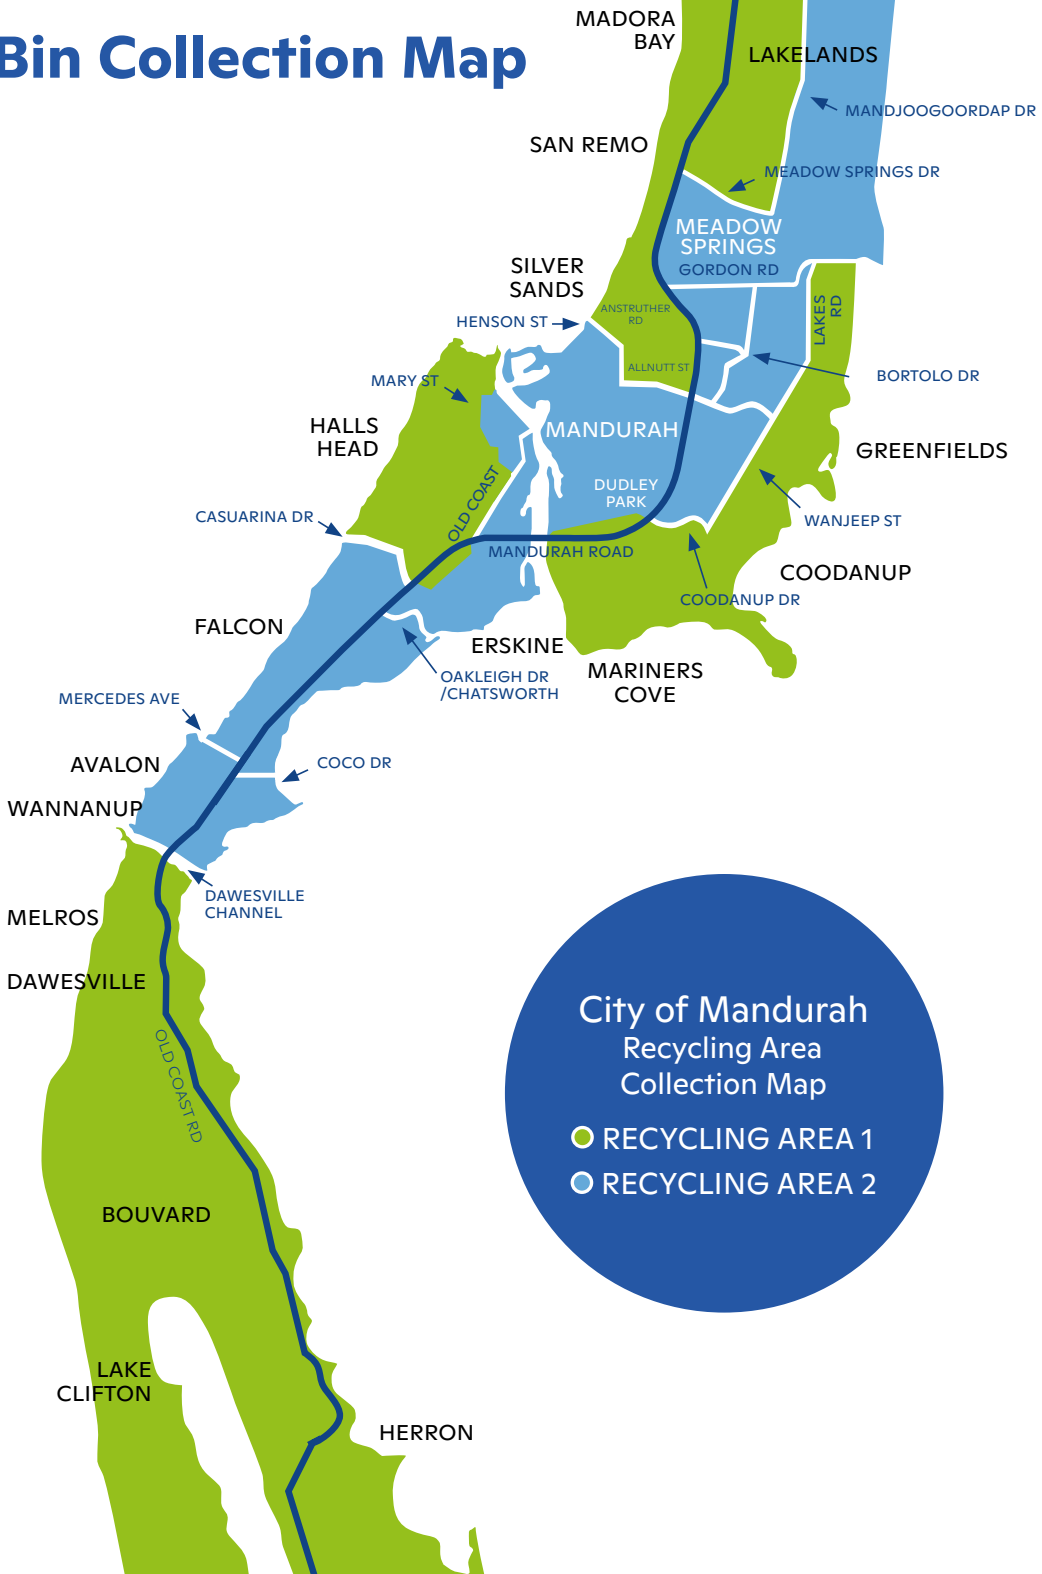 Bin Collection Map
MADORA
BAY
LAKELANDS
MANDJOOGOORDAP DR
SAN REMO
MEADOW SPRINGS DR
MEADOW
SPRINGS
GORDON RD
SILVER
SANDS
ANSTRUTHER
RD
LAKES
RD
HENSON ST
ALLNUTT ST
BORTOLO DR
MARY ST
HALLS
HEAD
MANDURAH
GREENFIELDS
OLD COAST
DUDLEY
PARK
CASUARINA DR
WANJEEP ST
MANDURAH ROAD
COODANUP
COODANUP DR
FALCON
ERSKINE
MARINERS
COVE
OAKLEIGH DR
/CHATSWORTH
MERCEDES AVE
AVALON
COCO DR
WANNANUP
DAWESVILLE
CHANNEL
MELROS
DAWESVILLE
OLD COAST RD
City of Mandurah
Recycling Area
Collection Map
RECYCLING AREA 1
RECYCLING AREA 2
BOUVARD
LAKE
CLIFTON
HERRON